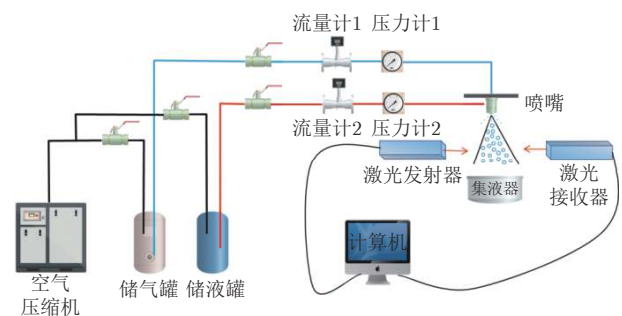 流量计1 压力计1
流量计2 压力计2
喷嘴
激光发射器
集液器
激光
接收器
计算机
空气
压缩机
储气罐
储液罐